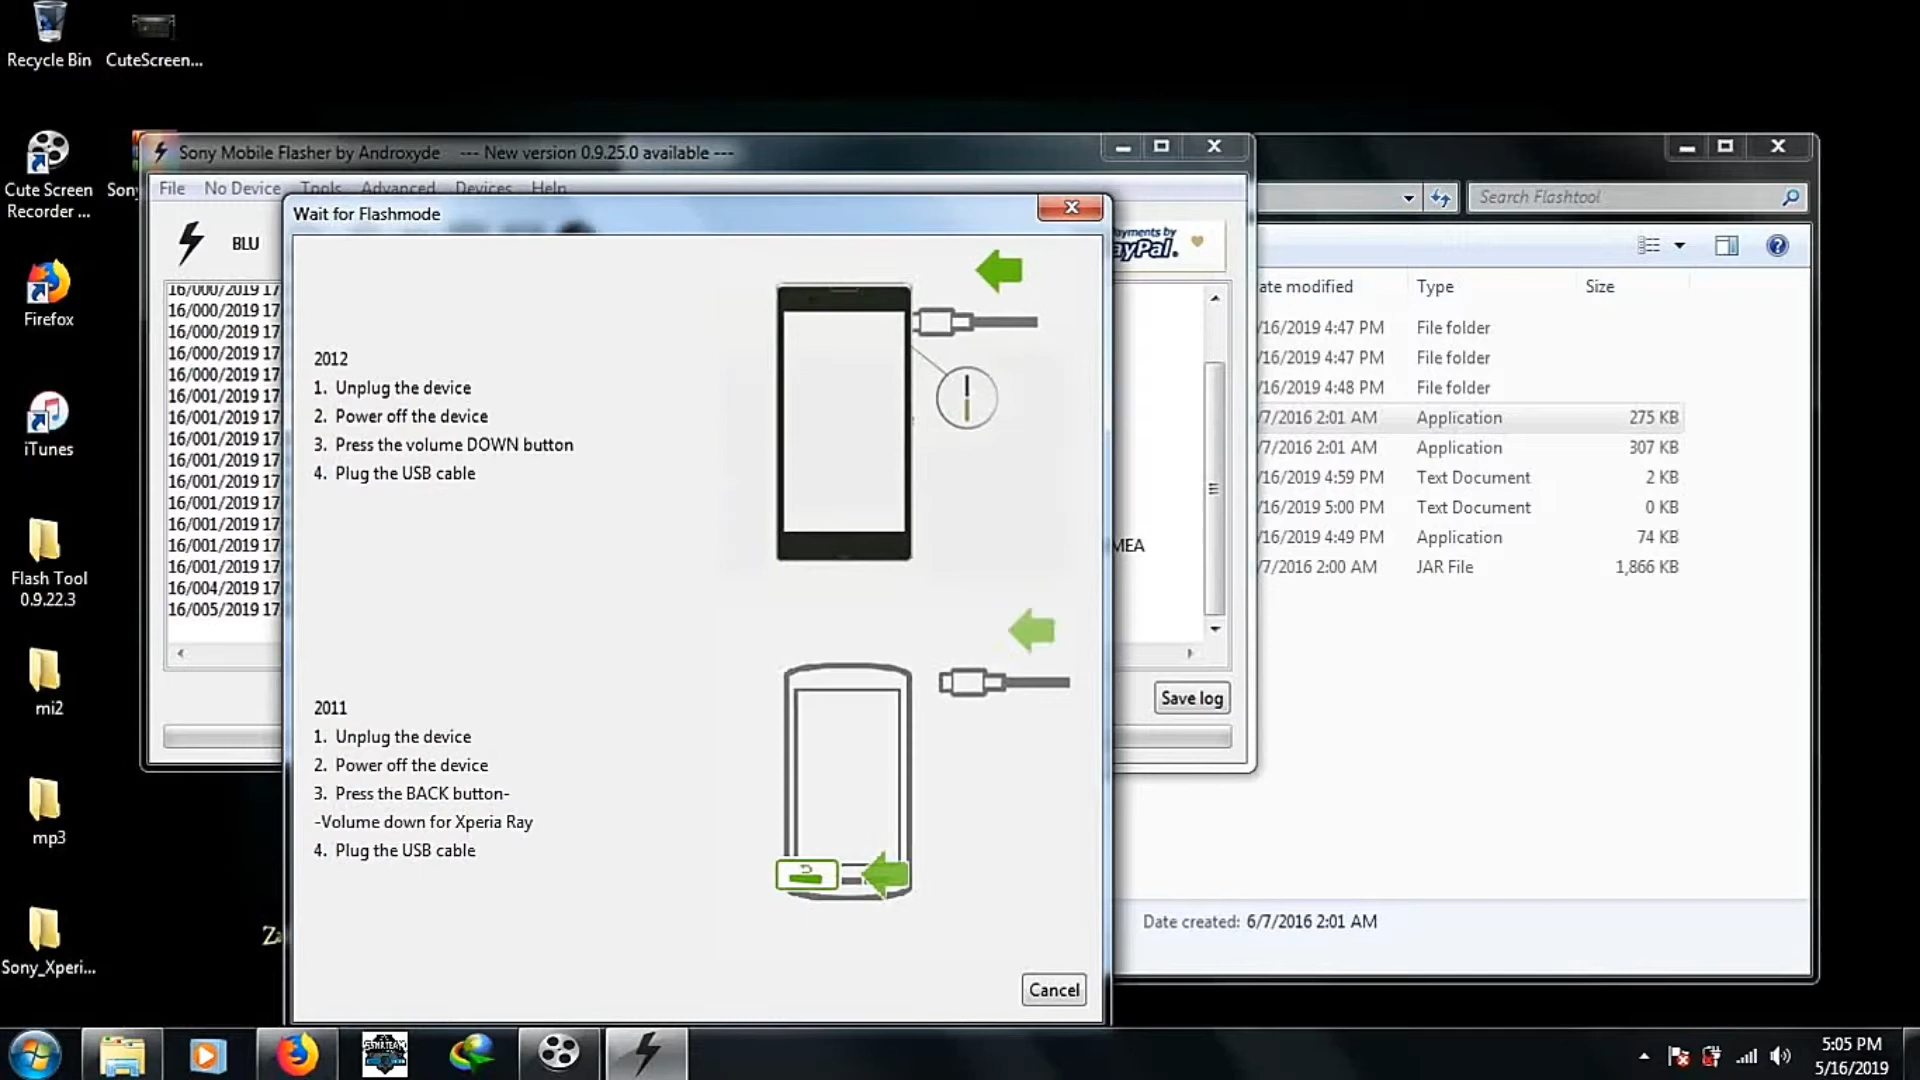 Recycle Bin
CuteScreen...
Cute Screen
Recorder ...
Sony
Firefox
iTunes
Flash Tool
0.9.22.3
mi2
mp3
Sony_Xperi...
Sony Mobile Flasher by Androxyde --- New version 0.9.25.0 available ---
File No Device Tools Advanced Devices Help
BLU
16/000/2019 17
16/000/2019 17
16/000/2019 17
16/000/2019 17
16/000/2019 17
16/001/2019 17
16/001/2019 17
16/001/2019 17
16/001/2019 17
16/001/2019 17
16/001/2019 17
16/001/2019 17
16/001/2019 17
16/001/2019 17
16/004/2019 17
16/005/2019 17
ayments by
ayPal.
MEA
Save log
Wait for Flashmode
2012
1. Unplug the device
2. Power off the device
3. Press the volume DOWN button
4. Plug the USB cable
2011
1. Unplug the device
2. Power off the device
3. Press the BACK button-
-Volume down for Xperia Ray
4. Plug the USB cable
Cancel
Search Flashtool
ate modified Type Size
/16/2019 4:47 PM File folder
/16/2019 4:47 PM File folder
/16/2019 4:48 PM File folder
/7/2016 2:01 AM Application 275 KB
/7/2016 2:01 AM Application 307 KB
/16/2019 4:59 PM Text Document 2 KB
/16/2019 5:00 PM Text Document 0 KB
/16/2019 4:49 PM Application 74 KB
/7/2016 2:00 AM JAR File 1,866 KB
Date created: 6/7/2016 2:01 AM
Za
5:05 PM
5/16/2019